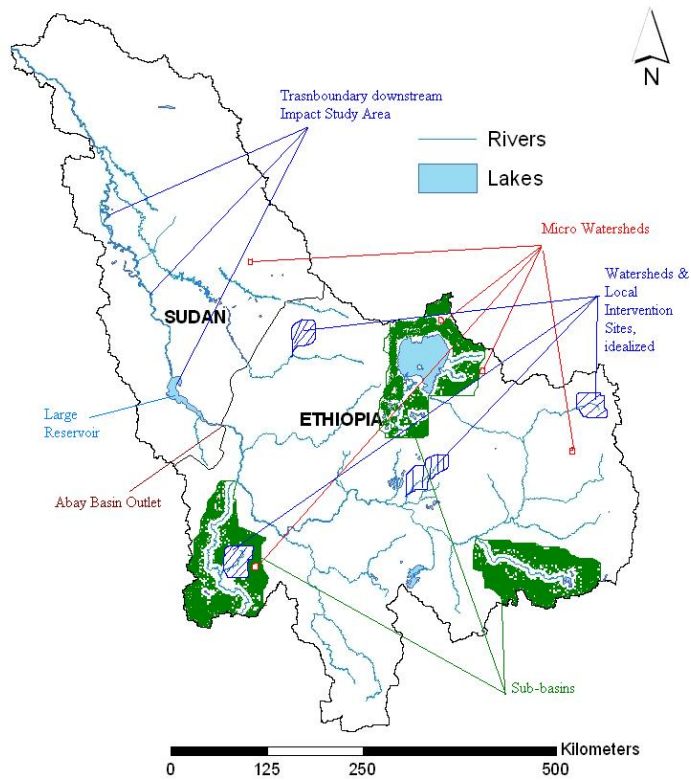 Trasnboundary downstream
Impact Study Area
N
Rivers
Lakes
Micro Watersheds
Watersheds &
Local
Intervention
Sites,
idealized
SUDAN
ETHIOPIA
Large
Reservoir
Abay Basin Outlet
Sub-basins
Kilometers
0 125 250 500